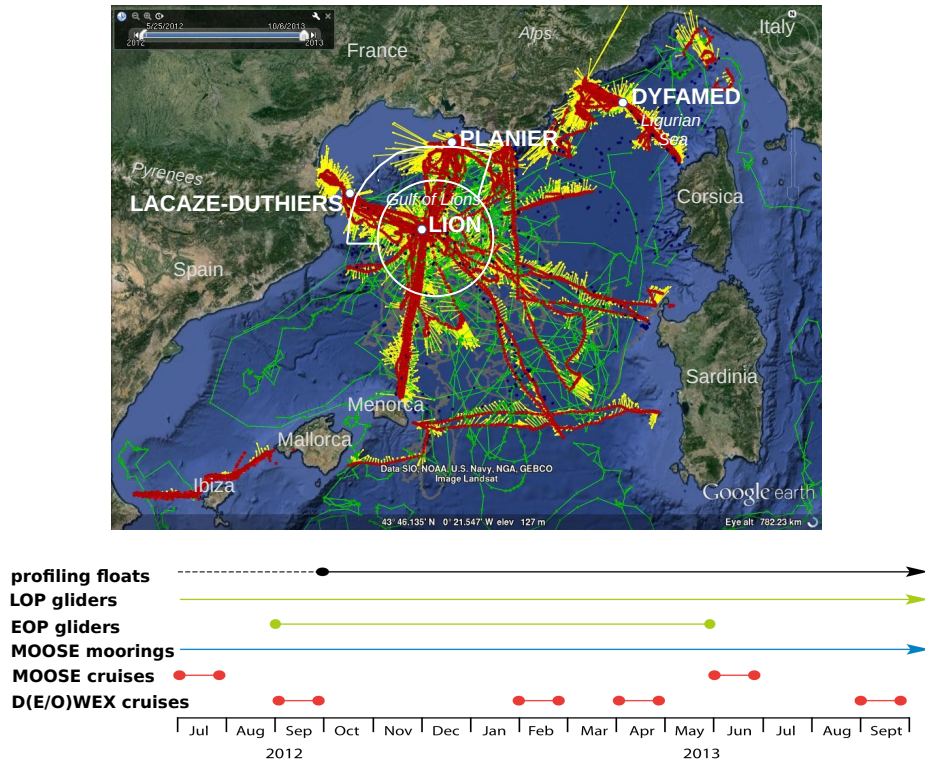 5/25/2012 10/6/2013
2012 2013
N
France
Alps
Italy
DYFAMED
Ligurian
Sea
PLANIER
Pyrenees
Corsica
LACAZE-DUTHIERS
Gulf of Lions
LION
Spain
Sardinia
Menorca
Mallorca
Data SIO, NOAA, U.S. Navy, NGA, GEBCO
Image Landsat
Ibiza
Google earth
43° 46.135' N 0° 21.547' W elev 127 m
Eye alt 782.23 km
profiling floats
LOP gliders
EOP gliders
MOOSE moorings
MOOSE cruises
D(E/O)WEX cruises
Jul Aug Sep Oct Nov Dec Jan Feb Mar Apr May Jun Jul Aug Sept
2012 2013